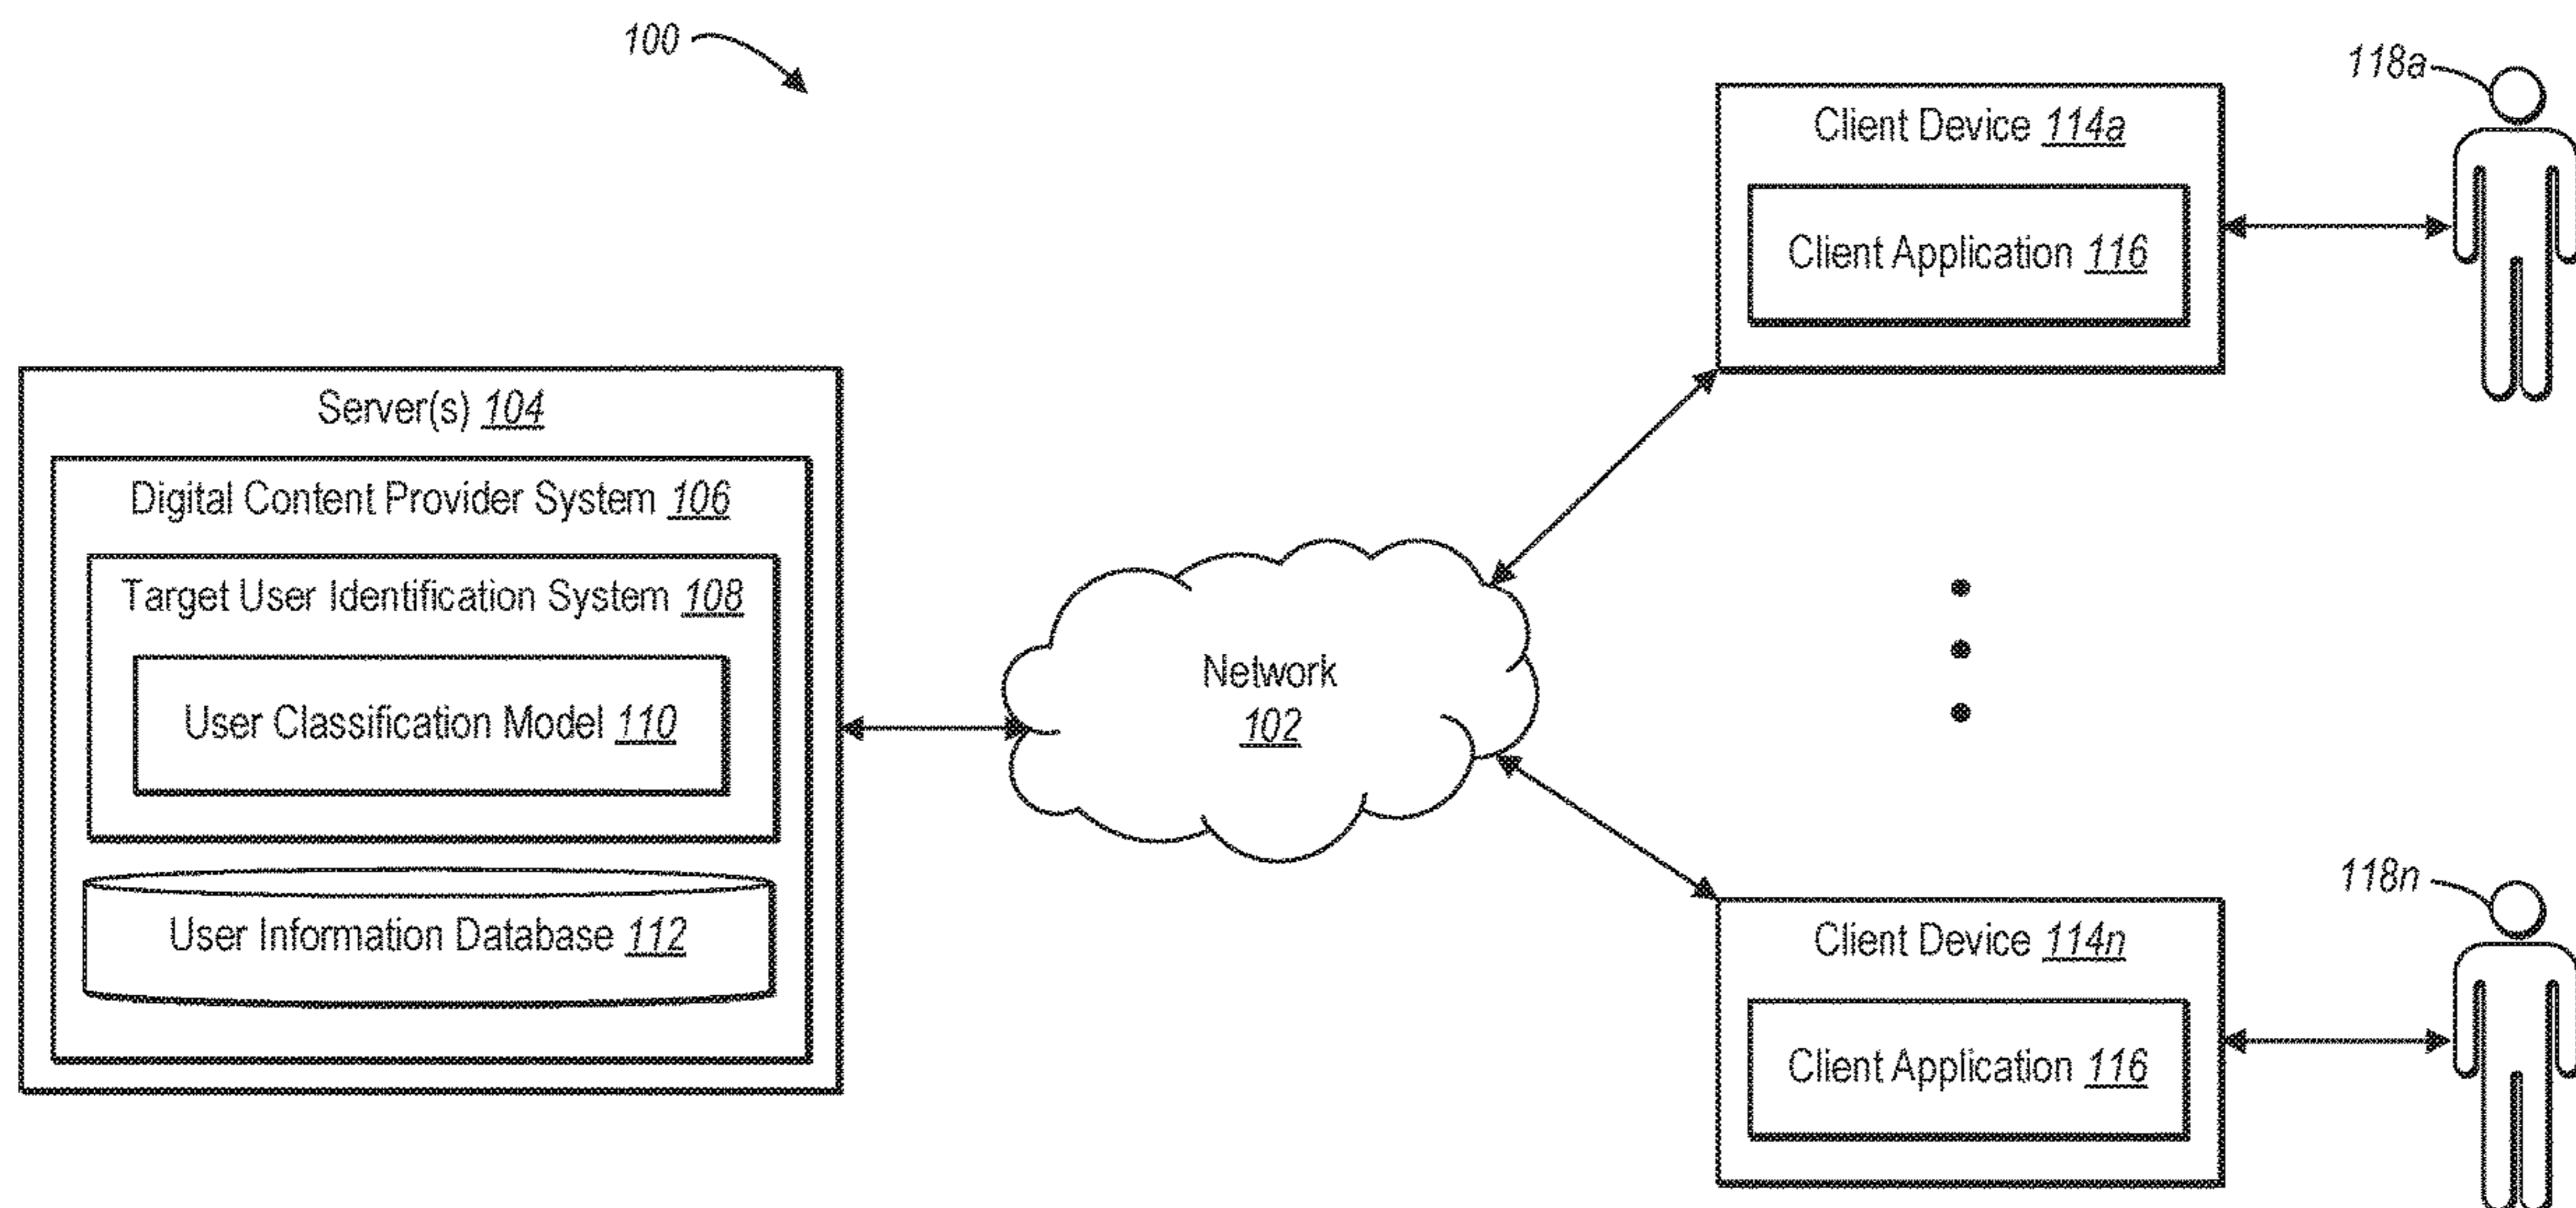 100
118a
Client Device 114a
Client Application 116
Server(s) 104
Digital Content Provider System 106
Target User Identification System 108
User Classification Model 110
User Information Database 112
Network
102
118n
Client Device 114n
Client Application 116